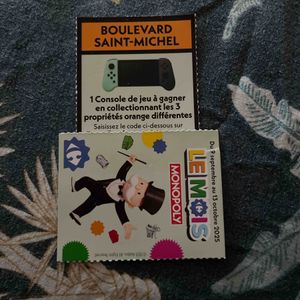 BOULEVARD
SAINT-MICHEL
1 Console de jeu à gagner
en collectionnant les 3
propriétés orange différentes
Saisissez le code ci-dessous sur
Du 9 septembre au 13 octobre 2025
LE MOIS
MONOPOLY